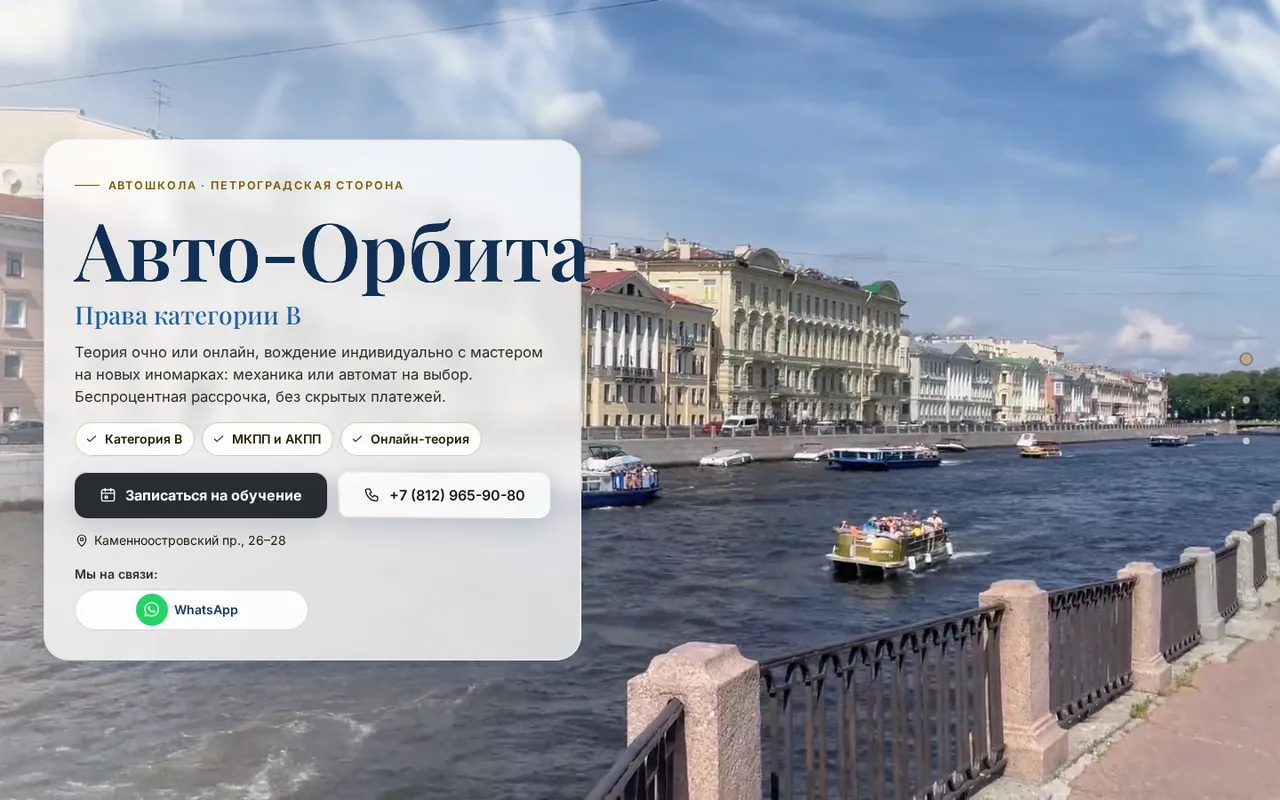 АВТОШКОЛА · ПЕТРОГРАДСКАЯ СТОРОНА
Авто-Орбита
Права категории B
Теория очно или онлайн, вождение индивидуально с мастером
на новых иномарках: механика или автомат на выбор.
Беспроцентная рассрочка, без скрытых платежей.
Категория B
МКПП и АКПП
Онлайн-теория
Записаться на обучение
+7 (812) 965-90-80
Каменноостровский пр., 26–28
Мы на связи:
WhatsApp